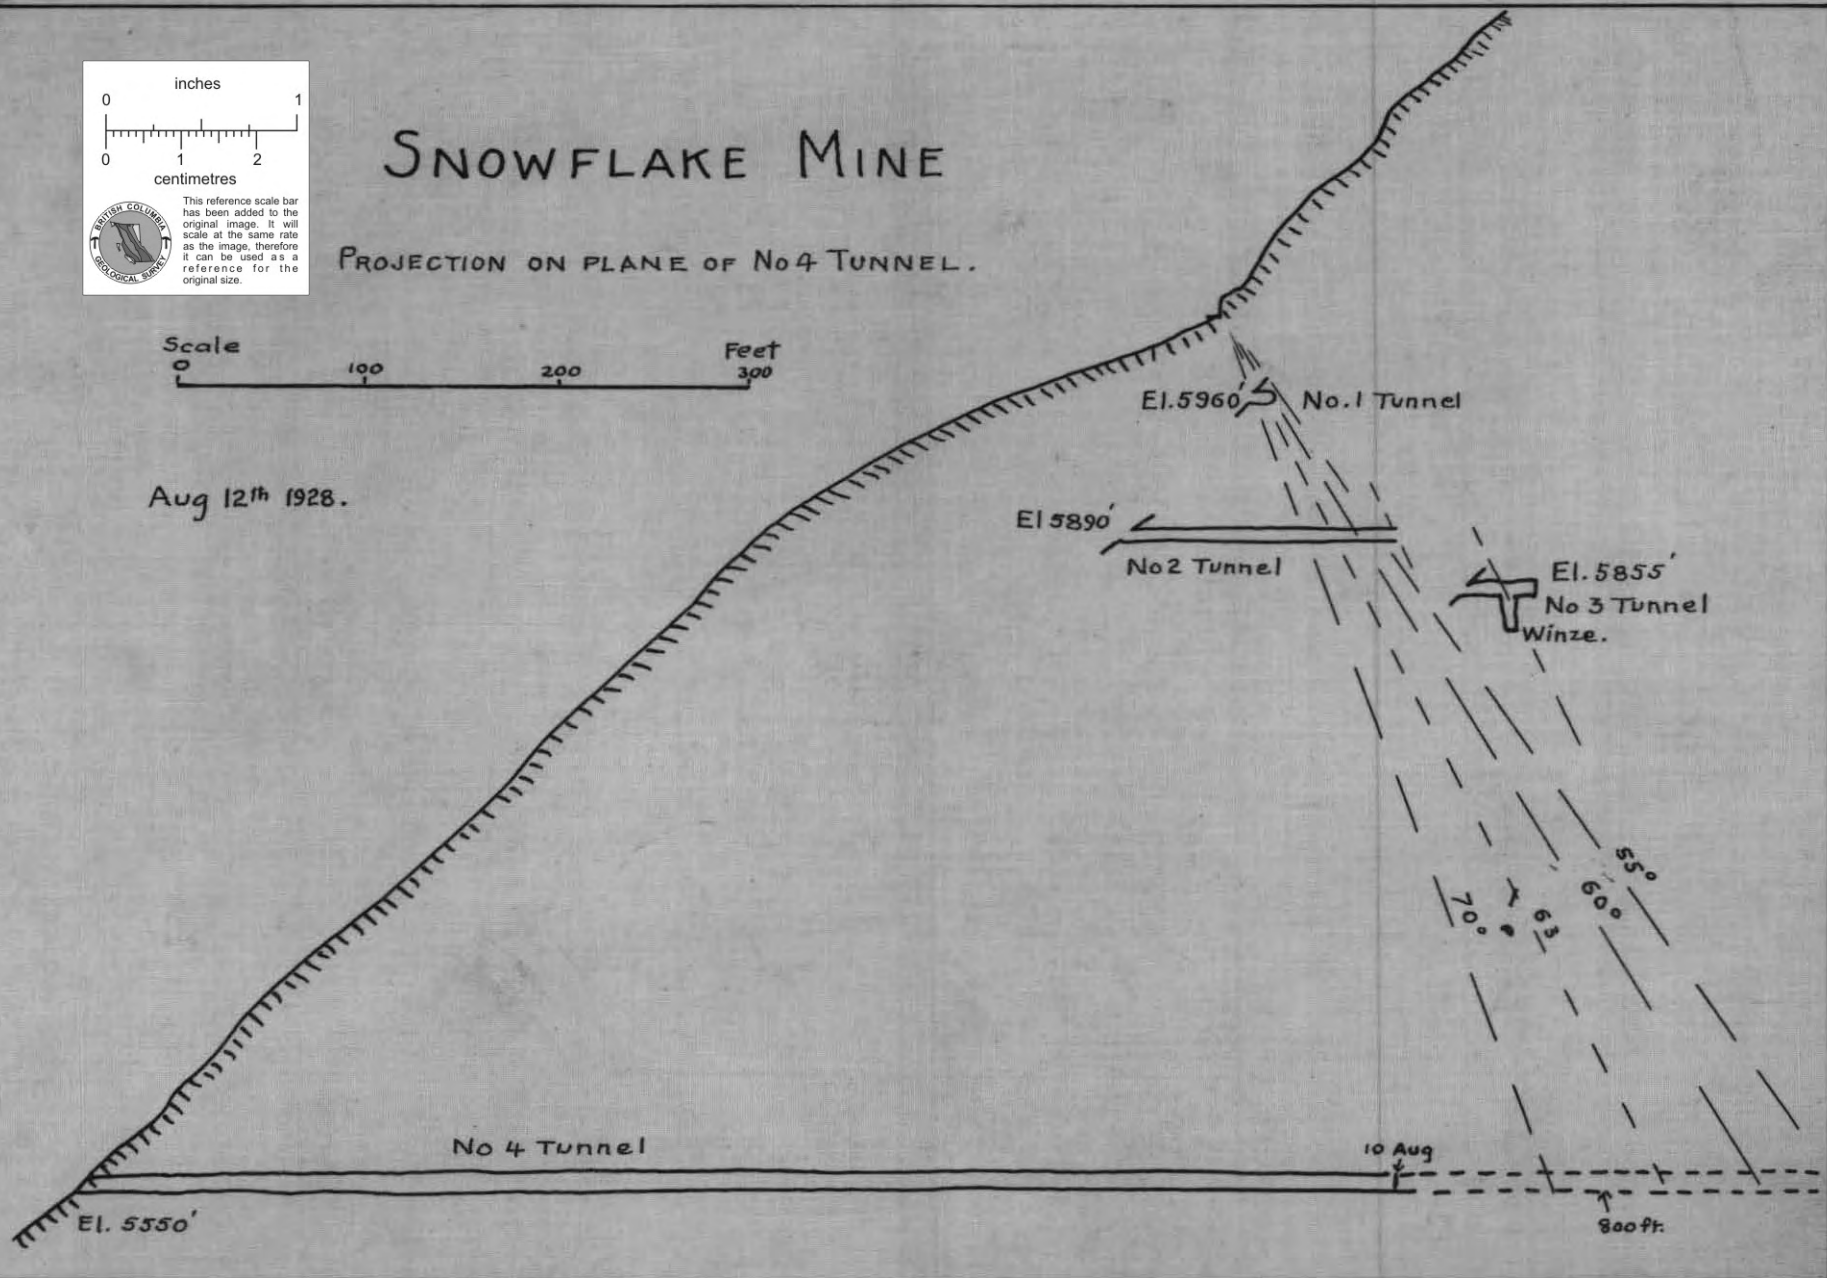 inches
0 1
0 1 2
centimetres
This reference scale bar
has been added to the
original image. It will
scale at the same rate
as the image, therefore
it can be used as a
reference for the
original size.
BRITISH COLUMBIA
GEOLOGICAL SURVEY
SNOWFLAKE MINE
PROJECTION ON PLANE OF No 4 TUNNEL.
Scale Feet
0 100 200 300
Aug 12th 1928.
El. 5960' No. 1 Tunnel
El 5890'
No 2 Tunnel
El. 5855'
No 3 Tunnel
Winze.
55°
60°
63
70°
No 4 Tunnel
10 Aug
El. 5550'
800 ft.